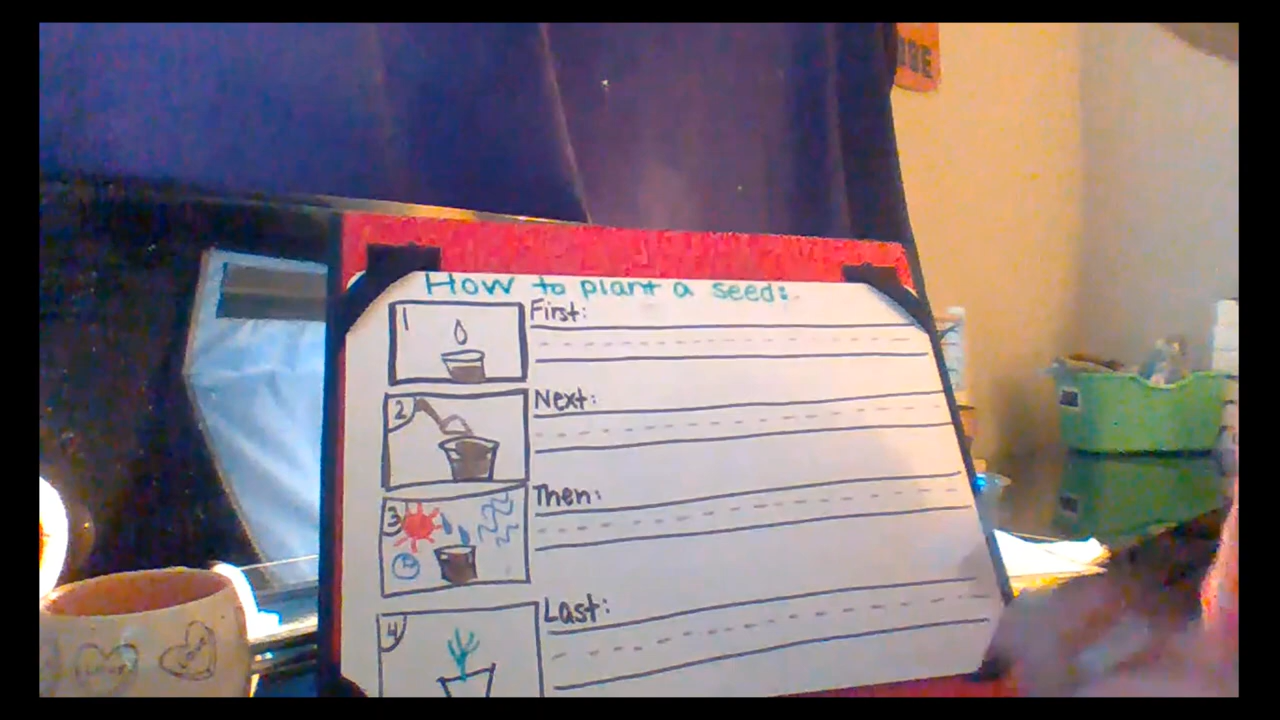 How to plant a seed:
1
First:
2
Next:
3
Then:
4
Last: